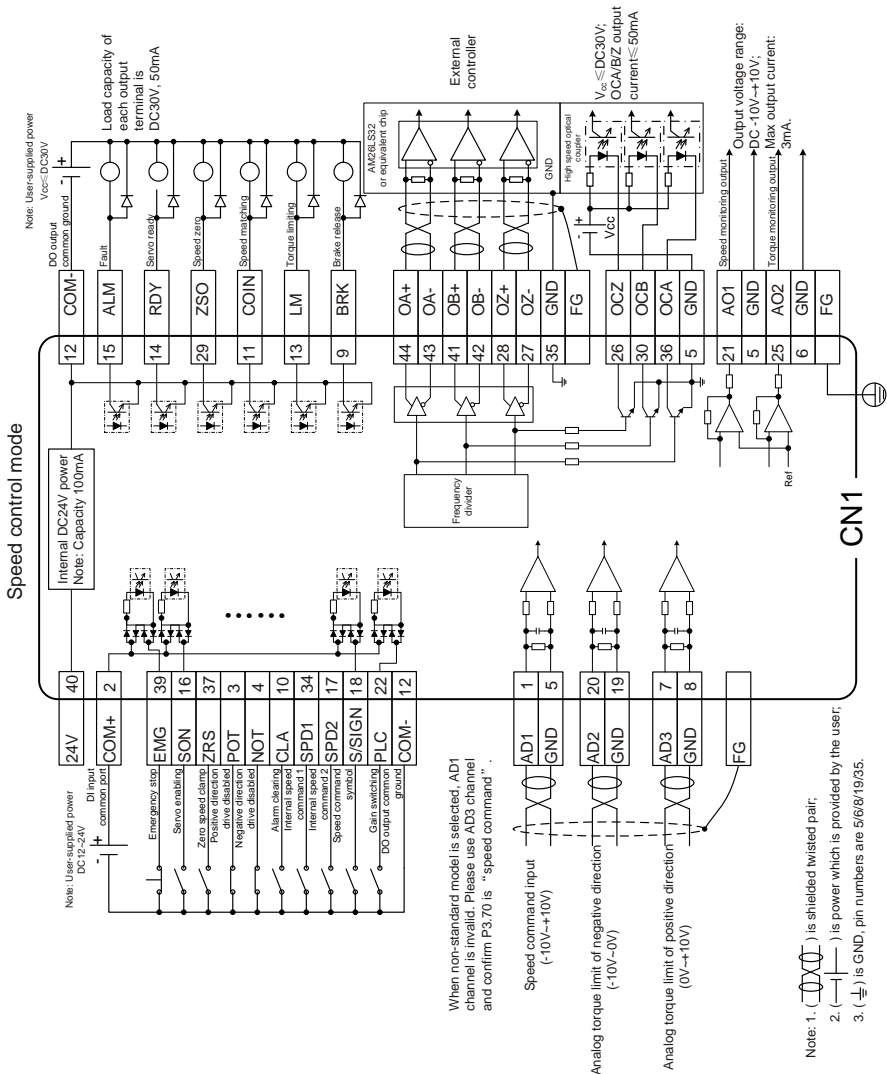 Speed control mode
Note: User-supplied power
DC12~24V
- +
DI input
common port
24V
40
COM+
2
Emergency stop
EMG
39
Servo enabling
SON
16
Zero speed clamp
ZRS
37
Positive direction
drive disabled
POT
3
Negative direction
drive disabled
NOT
4
Alarm clearing
CLA
10
Internal speed
command 1
SPD1
34
Internal speed
command 2
SPD2
17
Speed command
symbol
S/SIGN
18
Gain switching
PLC
22
DO output common
ground
COM-
12
Internal DC24V power
Note: Capacity 100mA
When non-standard model is selected, AD1
channel is invalid. Please use AD3 channel
and confirm P3.70 is “speed command”.
Speed command input
(-10V~+10V)
AD1
1
GND
5
Analog torque limit of negative direction
(-10V~0V)
AD2
20
GND
19
Analog torque limit of positive direction
(0V~+10V)
AD3
7
GND
8
FG
Note: User-supplied power
Vcc≤DC30V
- +
DO output
common ground
12
COM-
Load capacity of
each output
terminal is
DC30V, 50mA
15
ALM
Fault
14
RDY
Servo ready
29
ZSO
Speed zero
11
COIN
Speed matching
13
LM
Torque limiting
9
BRK
Brake release
Frequency
divider
44
OA+
43
OA-
41
OB+
42
OB-
28
OZ+
27
OZ-
35
GND
FG
AM26LS32
or equivalent chip
External
controller
GND
High speed optical
coupler
Vcc≤DC30V;
OCA/B/Z output
current≤50mA
- +
Vcc
26
OCZ
30
OCB
36
OCA
5
GND
Ref
21
AO1
Speed monitoring output
5
GND
25
AO2
Torque monitoring output
6
GND
FG
Output voltage range:
DC -10V~+10V;
Max output current:
3mA.
CN1
Note: 1. ( ) is shielded twisted pair;
2. ( ) is power which is provided by the user;
3. ( ) is GND, pin numbers are 5/6/8/19/35.